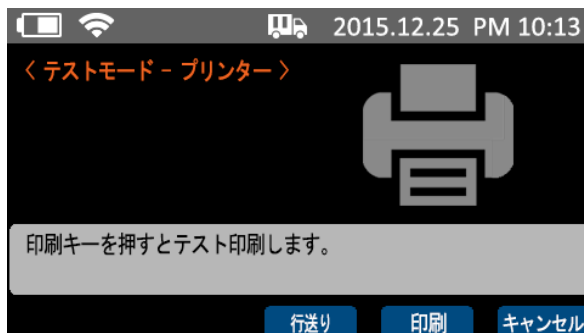 2015.12.25 PM 10:13
〈 テストモード - プリンター 〉
印刷キーを押すとテスト印刷します。
行送り 印刷 キャンセル